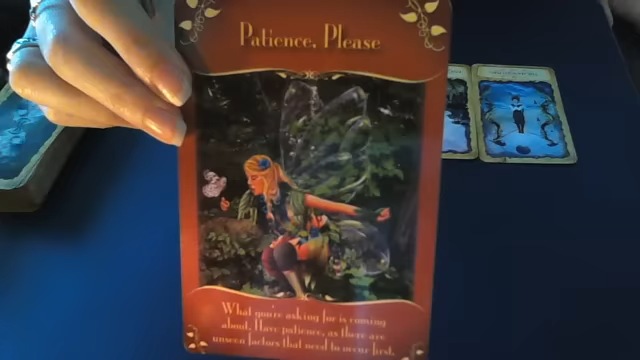 Patience, Please
What you're asking for is coming
about. Have patience, as there are
unseen factors that need to occur first.